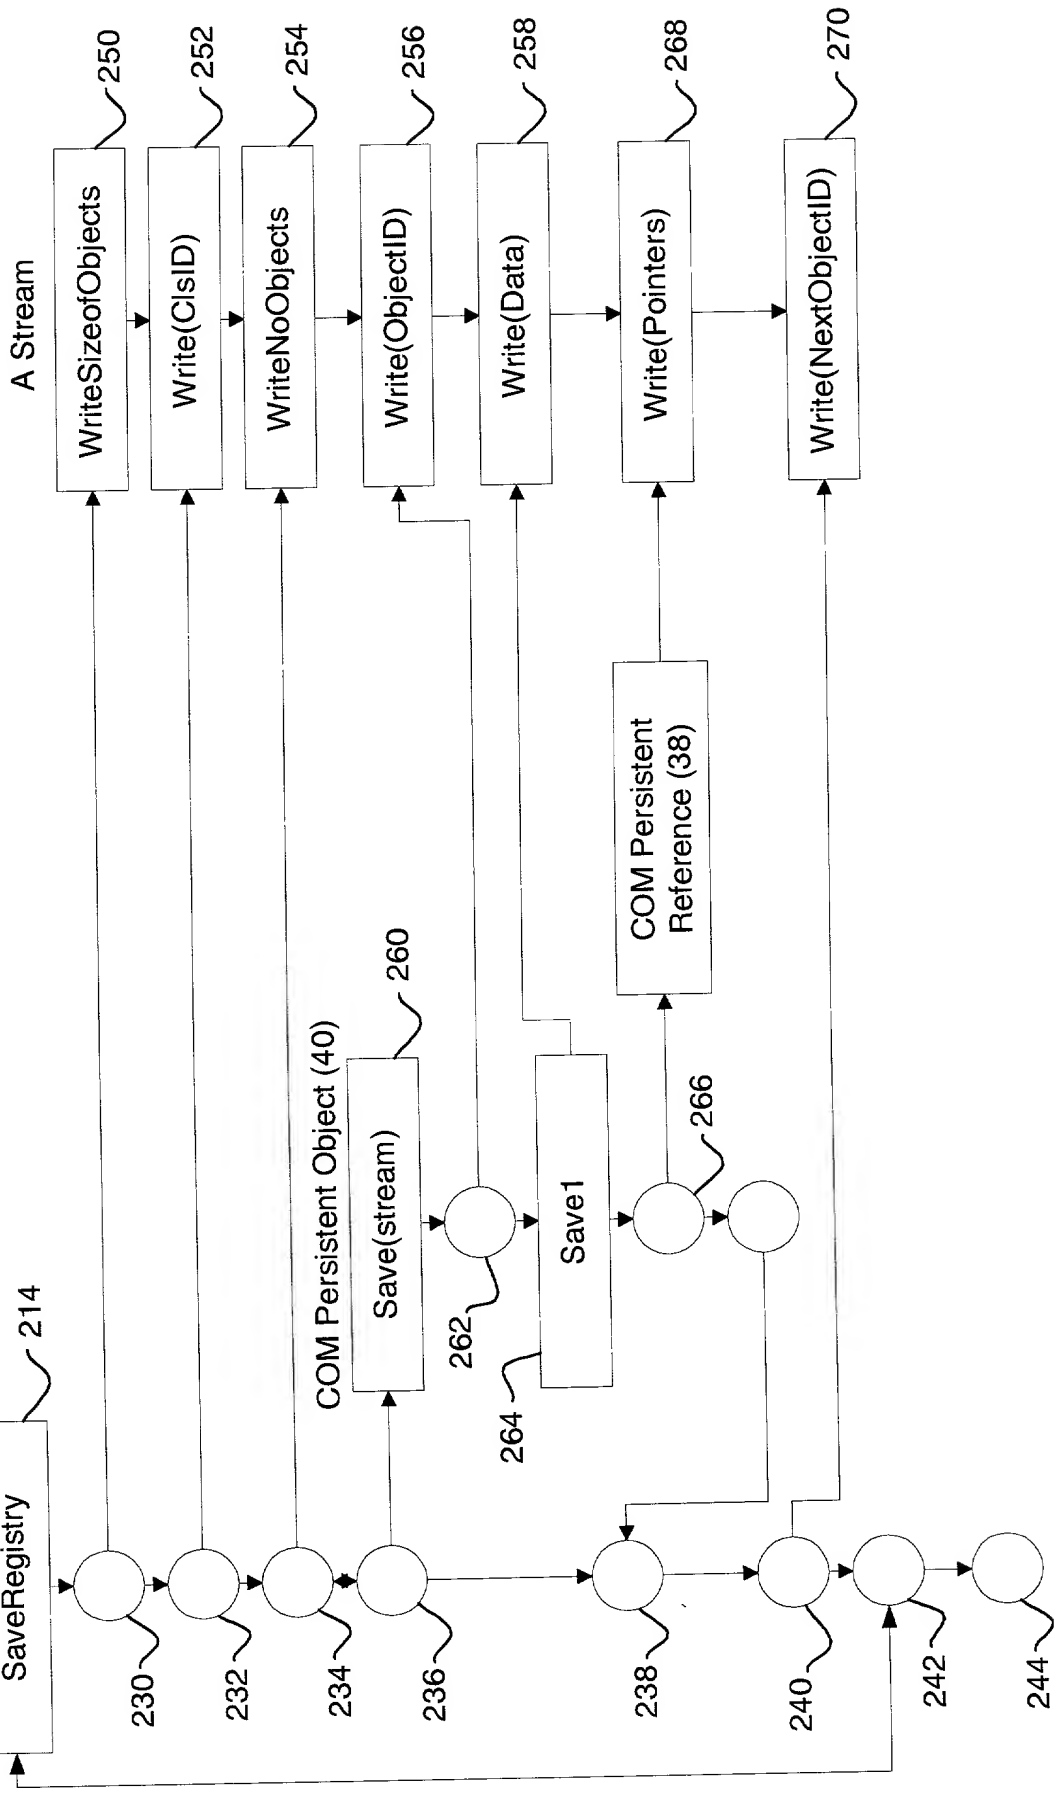 A Stream
WriteSizeofObjects
250
Write(ClsID)
252
WriteNoObjects
254
Write(ObjectID)
256
Write(Data)
258
Write(Pointers)
268
Write(NextObjectID)
270
COM Persistent
Reference (38)
COM Persistent Object (40)
Save(stream)
260
262
Save1
264
266
SaveRegistry
214
230
232
234
236
238
240
242
244